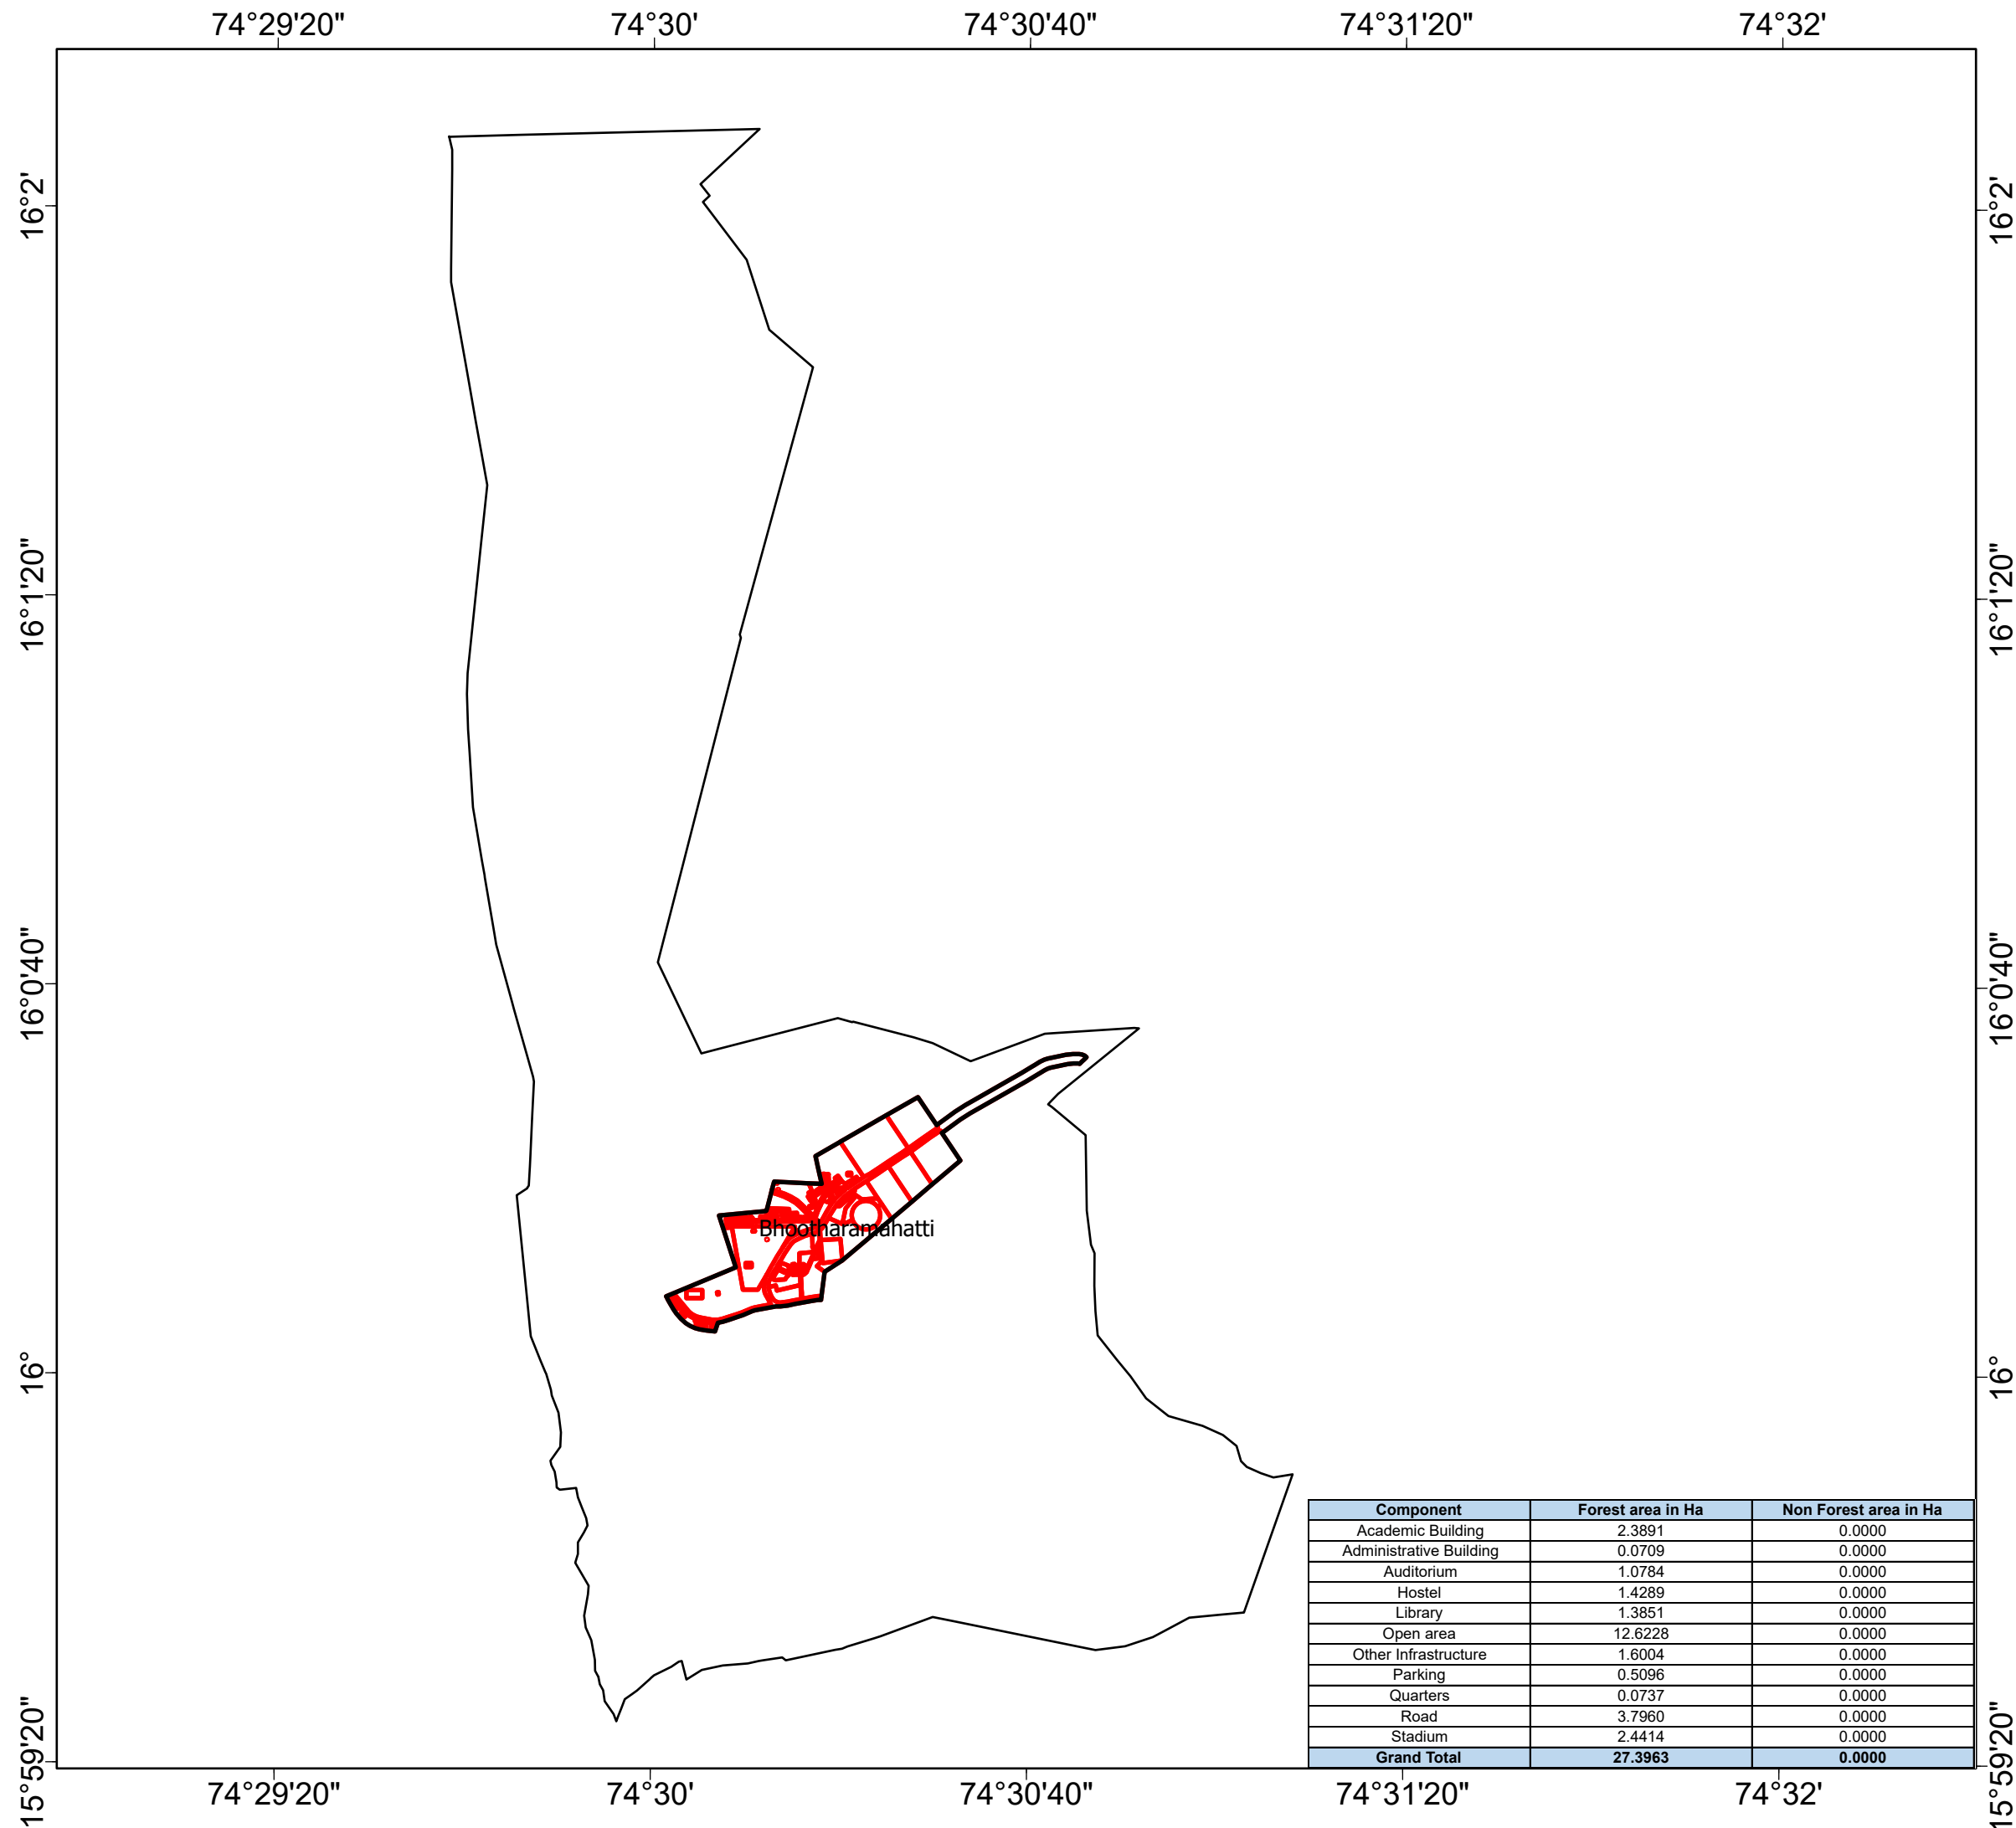 74°29'20" 74°30' 74°30'40" 74°31'20" 74°32'
16°2' 16°2'
16°1'20" 16°1'20"
16°0'40" 16°0'40"
Bhootharamahatti
16° 16°
Component Forest area in Ha Non Forest area in Ha
Academic Building 2.3891 0.0000
Administrative Building 0.0709 0.0000
Auditorium 1.0784 0.0000
Hostel 1.4289 0.0000
Library 1.3851 0.0000
Open area 12.6228 0.0000
Other Infrastructure 1.6004 0.0000
Parking 0.5096 0.0000
Quarters 0.0737 0.0000
Road 3.7960 0.0000
Stadium 2.4414 0.0000
Grand Total 27.3963 0.0000
15°59'20" 15°59'20"
74°29'20" 74°30' 74°30'40" 74°31'20" 74°32'